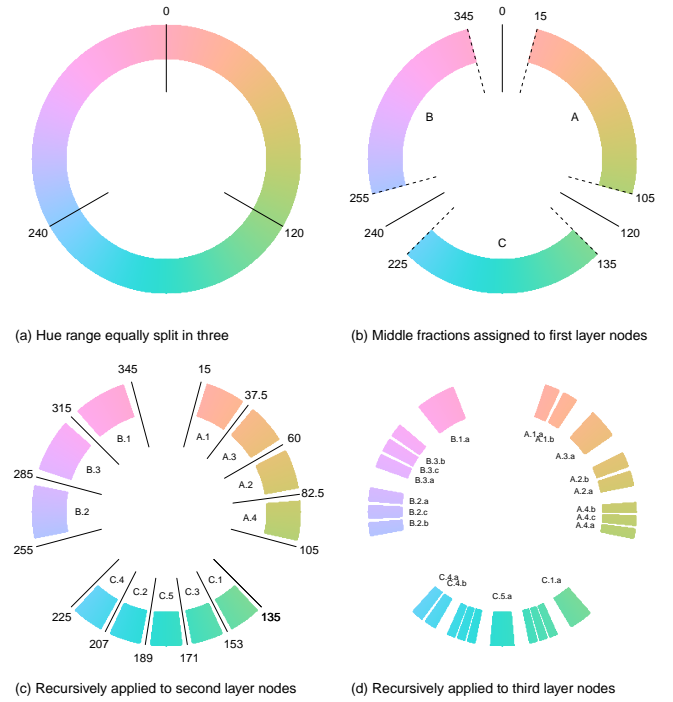 0
240
120
(a) Hue range equally split in three
0
345
15
B
A
255
105
240
120
C
225
135
(b) Middle fractions assigned to first layer nodes
345
15
315
37.5
B.1
A.1
60
B.3
A.3
285
A.2
82.5
B.2
A.4
255
105
C.4
C.1
C.2
C.3
C.5
225
135
207
153
189
171
(c) Recursively applied to second layer nodes
B.1.a
A.1.a
A.1.b
A.3.a
B.3.b
B.3.c
B.3.a
A.2.b
A.2.a
B.2.a
B.2.c
B.2.b
A.4.b
A.4.c
A.4.a
C.4.a
C.4.b
C.1.a
C.5.a
(d) Recursively applied to third layer nodes